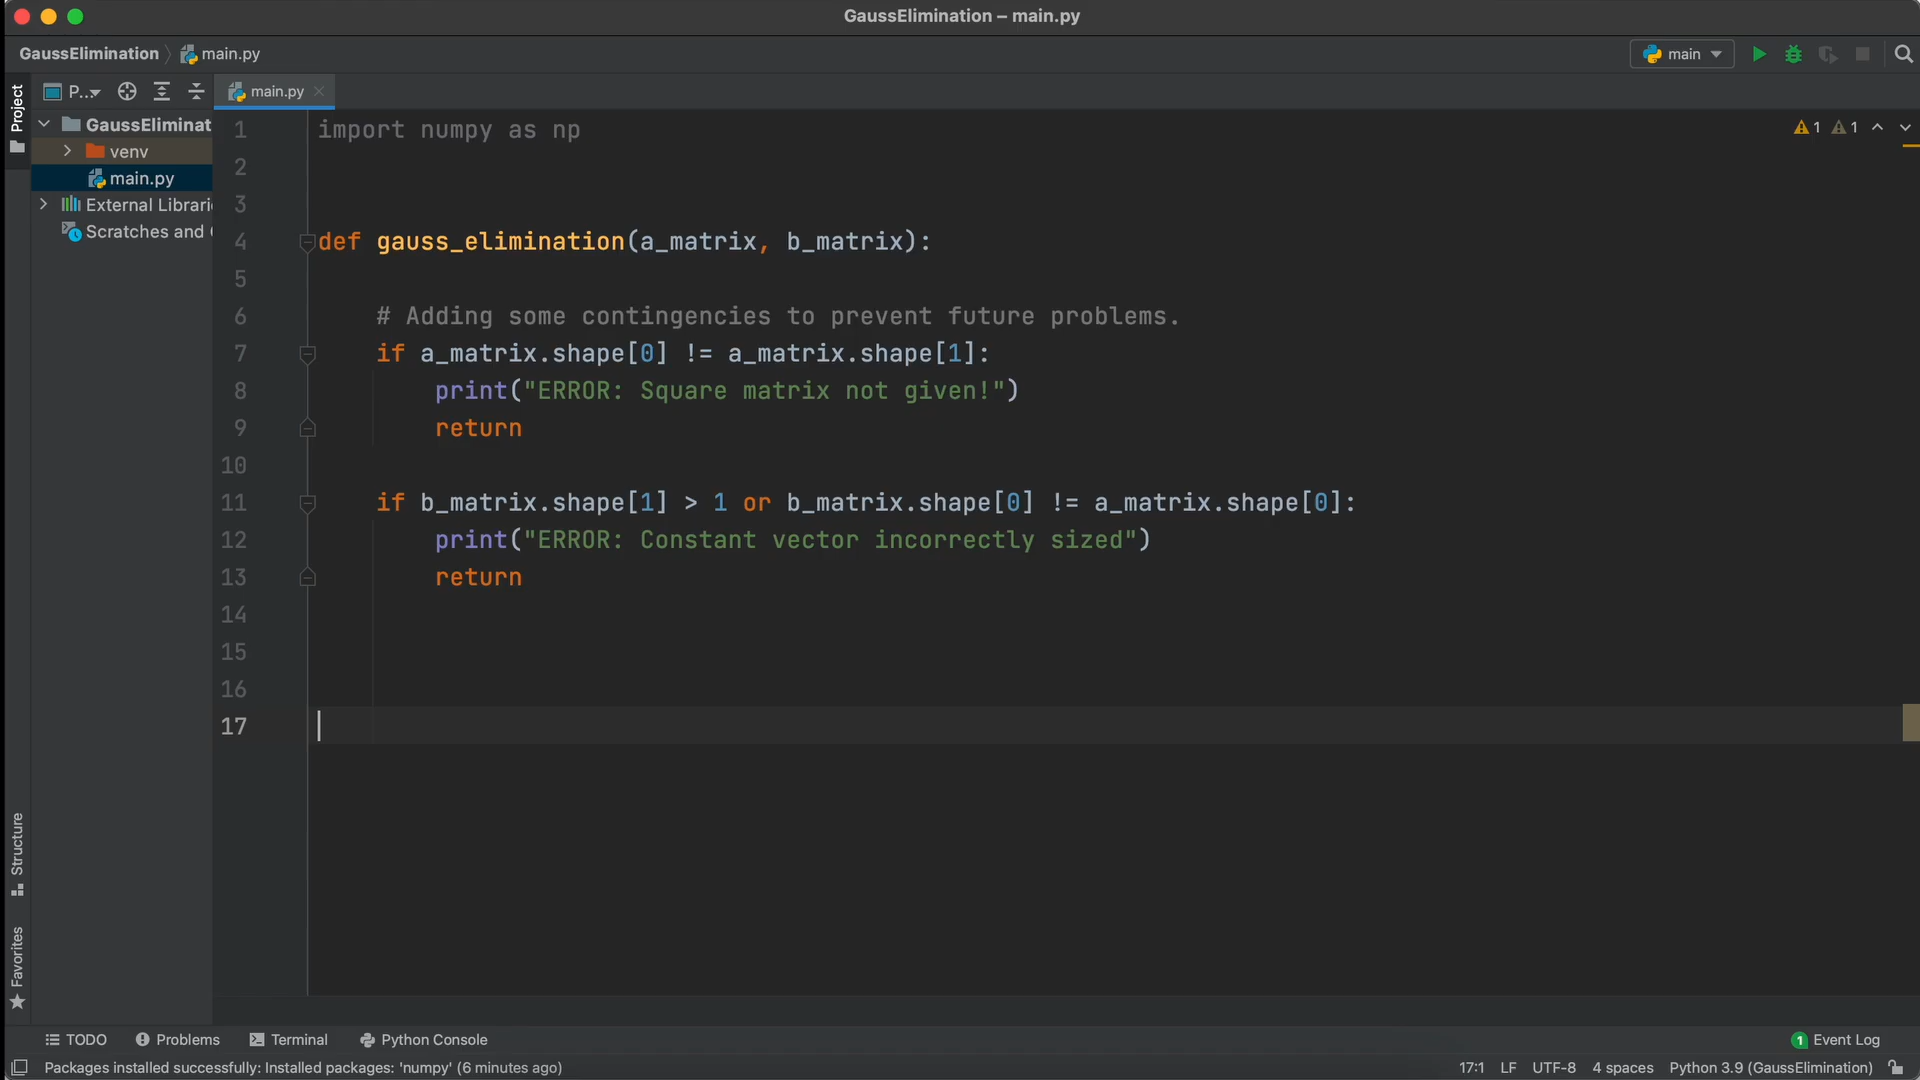 GaussElimination – main.py
GaussElimination
main.py
main
Project
P...
main.py
1 1
GaussEliminat
venv
main.py
External Librari
Scratches and
1 import numpy as np
2
3
4 def gauss_elimination(a_matrix, b_matrix):
5
6 # Adding some contingencies to prevent future problems.
7 if a_matrix.shape[0] != a_matrix.shape[1]:
8 print("ERROR: Square matrix not given!")
9 return
10
11 if b_matrix.shape[1] > 1 or b_matrix.shape[0] != a_matrix.shape[0]:
12 print("ERROR: Constant vector incorrectly sized")
13 return
14
15
16
17
Structure
Favorites
TODO
Problems
Terminal
Python Console
1 Event Log
Packages installed successfully: Installed packages: 'numpy' (6 minutes ago)
17:1 LF UTF-8 4 spaces Python 3.9 (GaussElimination)